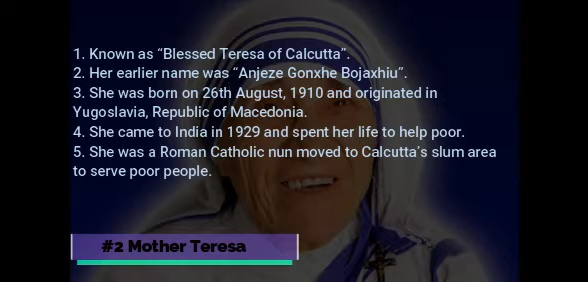 1. Known as “Blessed Teresa of Calcutta”.
2. Her earlier name was “Anjeze Gonxhe Bojaxhiu”.
3. She was born on 26th August, 1910 and originated in
Yugoslavia, Republic of Macedonia.
4. She came to India in 1929 and spent her life to help poor.
5. She was a Roman Catholic nun moved to Calcutta’s slum area
to serve poor people.
#2 Mother Teresa